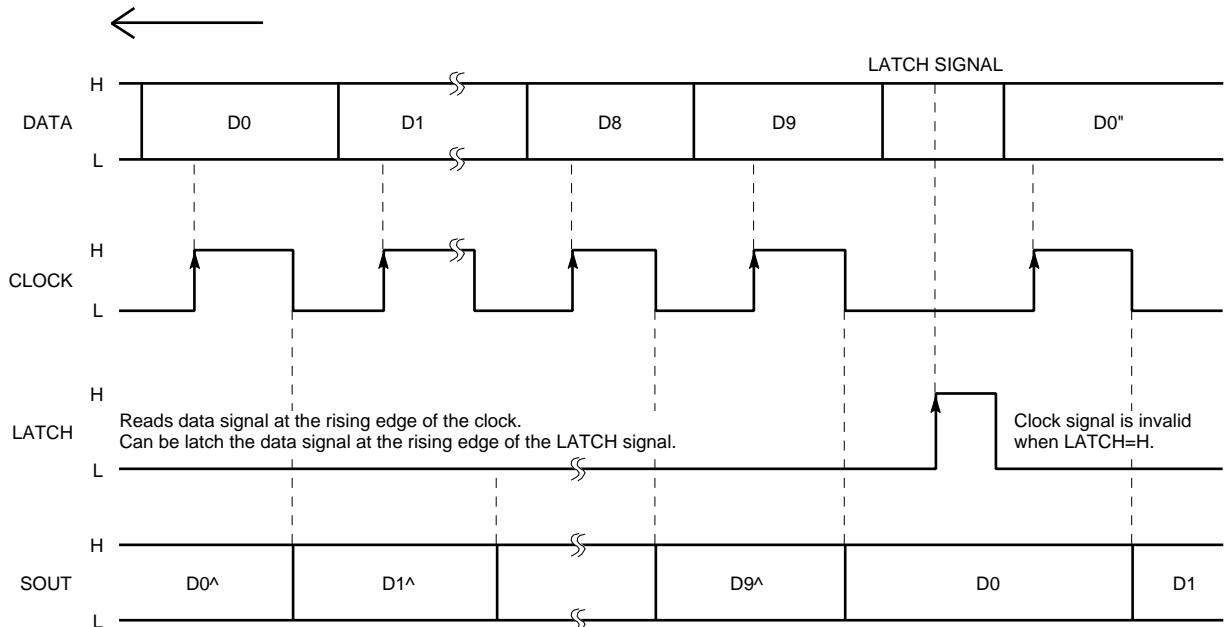 LATCH SIGNAL
H
DATA D0 D1 D8 D9 D0"
L
H
CLOCK
L
H
Reads data signal at the rising edge of the clock. Clock signal is invalid
LATCH
Can be latch the data signal at the rising edge of the LATCH signal. when LATCH=H.
L
H
SOUT D0^ D1^ D9^ D0 D1
L